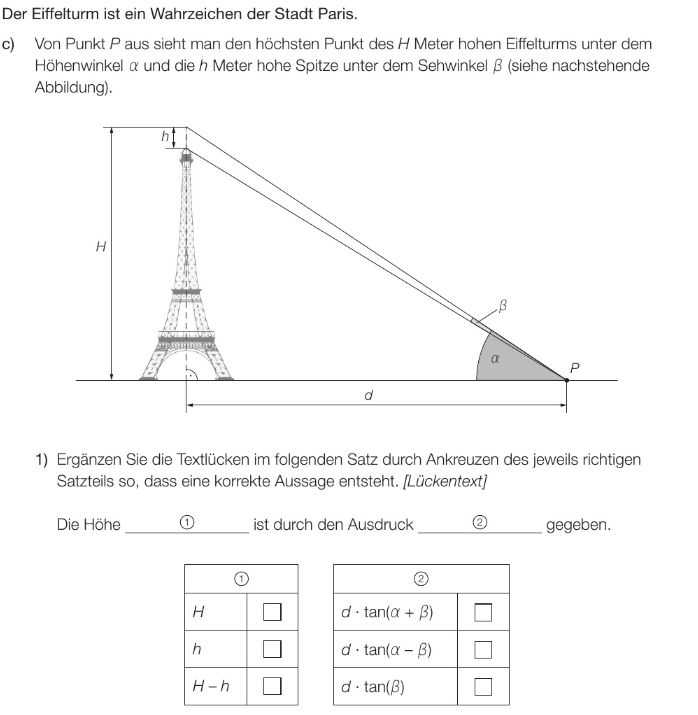 Der Eiffelturm ist ein Wahrzeichen der Stadt Paris.
c) Von Punkt P aus sieht man den höchsten Punkt des H Meter hohen Eiffelturms unter dem
Höhenwinkel α und die h Meter hohe Spitze unter dem Sehwinkel β (siehe nachstehende
Abbildung).
h
H
β
α
P
d
1) Ergänzen Sie die Textlücken im folgenden Satz durch Ankreuzen des jeweils richtigen
Satzteils so, dass eine korrekte Aussage entsteht. [Lückentext]
Die Höhe ① ist durch den Ausdruck ② gegeben.
① ②
H d · tan(α + β)
h d · tan(α – β)
H – h d · tan(β)